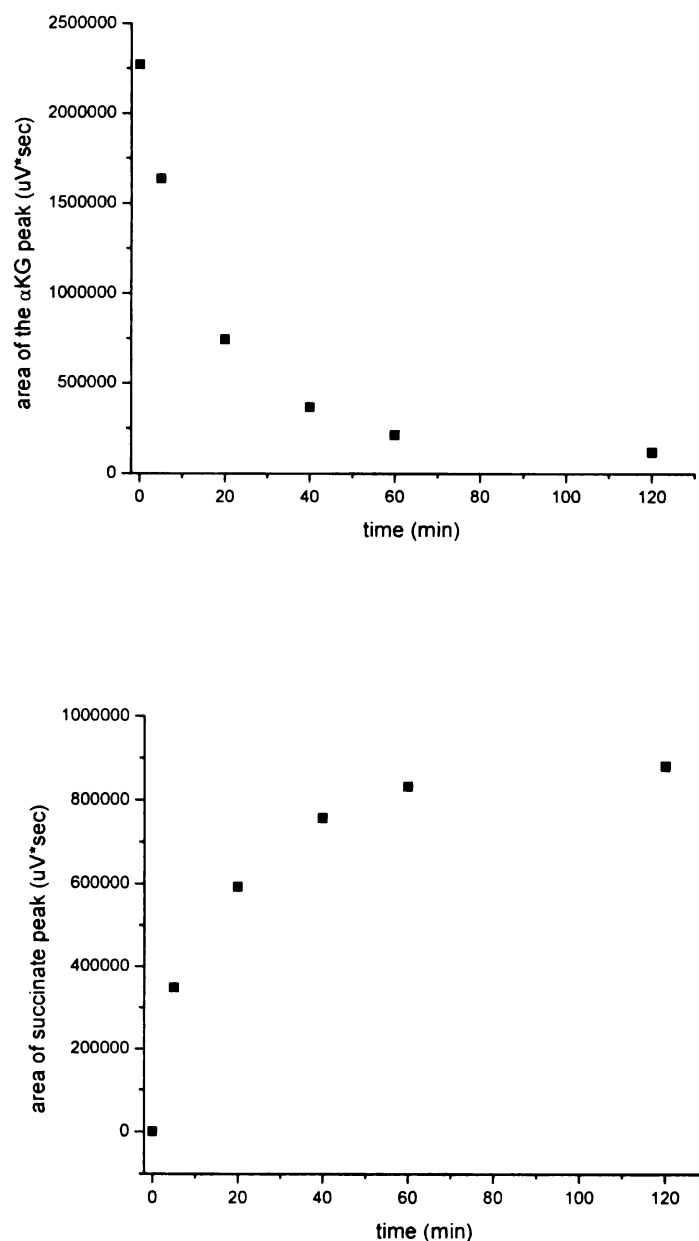 2500000
2000000
1500000
1000000
500000
0
area of the αKG peak (uV*sec)
0 20 40 60 80 100 120
time (min)
1000000
800000
600000
400000
200000
0
area of succinate peak (uV*sec)
0 20 40 60 80 100 120
time (min)